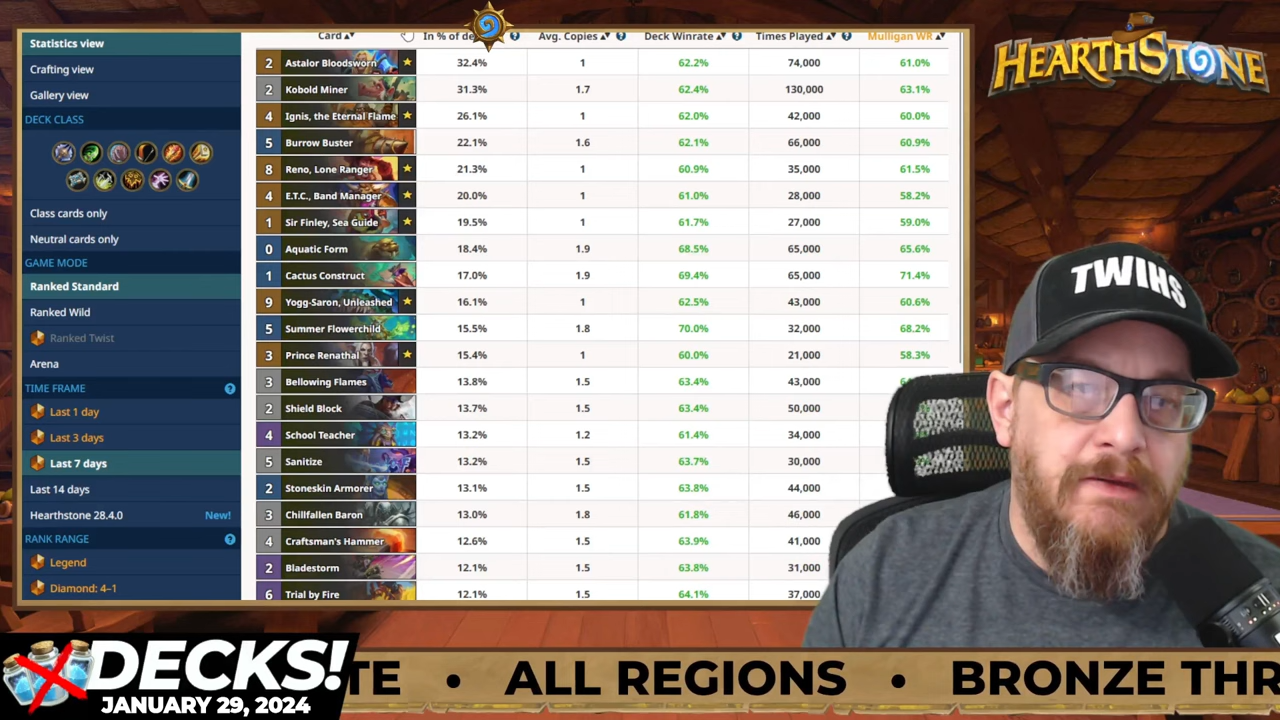 Statistics view
Crafting view
Gallery view
DECK CLASS
Class cards only
Neutral cards only
GAME MODE
Ranked Standard
Ranked Wild
Ranked Twist
Arena
TIME FRAME ?
Last 1 day
Last 3 days
Last 7 days
Last 14 days
Hearthstone 28.4.0 New!
RANK RANGE ?
Legend
Diamond: 4–1
Card In % of de ? Avg. Copies ? Deck Winrate ? Times Played ? Mulligan WR
2 Astalor Bloodsworn ★ 32.4% 1 62.2% 74,000 61.0%
2 Kobold Miner 31.3% 1.7 62.4% 130,000 63.1%
4 Ignis, the Eternal Flame ★ 26.1% 1 62.0% 42,000 60.0%
5 Burrow Buster 22.1% 1.6 62.1% 66,000 60.9%
8 Reno, Lone Ranger ★ 21.3% 1 60.9% 35,000 61.5%
4 E.T.C., Band Manager ★ 20.0% 1 61.0% 28,000 58.2%
1 Sir Finley, Sea Guide ★ 19.5% 1 61.7% 27,000 59.0%
0 Aquatic Form 18.4% 1.9 68.5% 65,000 65.6%
1 Cactus Construct 17.0% 1.9 69.4% 65,000 71.4%
9 Yogg-Saron, Unleashed ★ 16.1% 1 62.5% 43,000 60.6%
5 Summer Flowerchild 15.5% 1.8 70.0% 32,000 68.2%
3 Prince Renathal ★ 15.4% 1 60.0% 21,000 58.3%
3 Bellowing Flames 13.8% 1.5 63.4% 43,000
2 Shield Block 13.7% 1.5 63.4% 50,000
4 School Teacher 13.2% 1.2 61.4% 34,000
5 Sanitize 13.2% 1.5 63.7% 30,000
2 Stoneskin Armorer 13.1% 1.5 63.8% 44,000
3 Chillfallen Baron 13.0% 1.8 61.8% 46,000
4 Craftsman's Hammer 12.6% 1.5 63.9% 41,000
2 Bladestorm 12.1% 1.5 63.8% 31,000
6 Trial by Fire 12.1% 1.5 64.1% 37,000
HEARTHSTONE
TWIHS
DECKS!
JANUARY 29, 2024
TE • ALL REGIONS • BRONZE THR